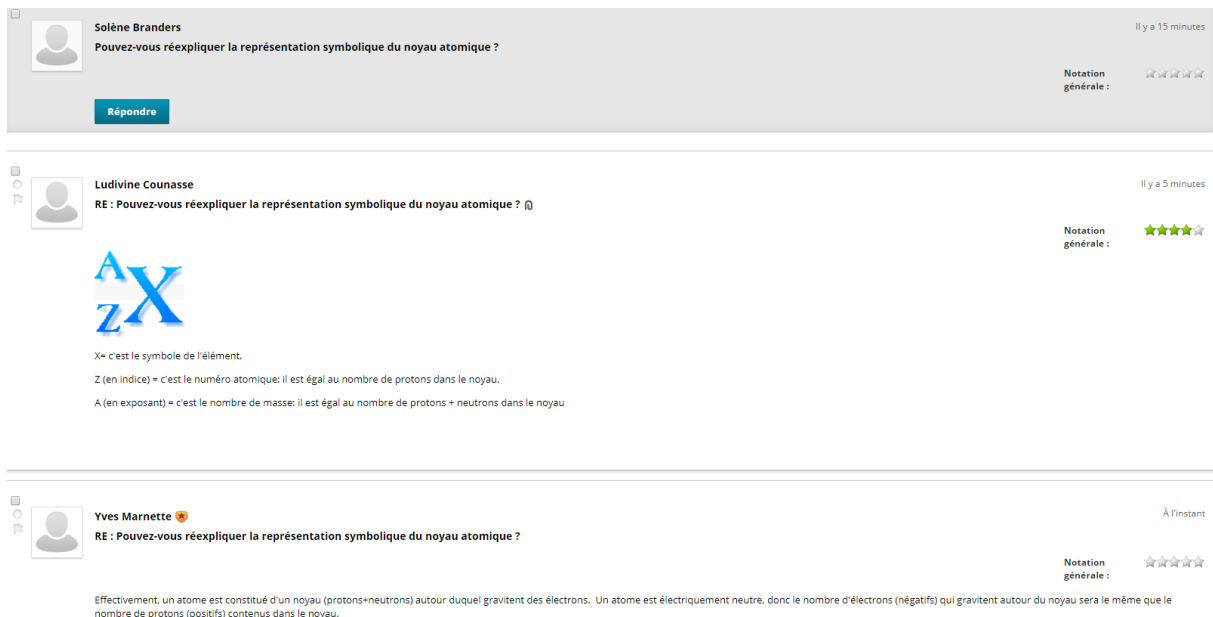 Solène Branders
Il y a 15 minutes
Pouvez-vous réexpliquer la représentation symbolique du noyau atomique ?
Notation
générale :
Répondre
Ludivine Counasse
Il y a 5 minutes
RE : Pouvez-vous réexpliquer la représentation symbolique du noyau atomique ?
Notation
générale :
A
X
Z
X= c'est le symbole de l'élément.
Z (en indice) = c'est le numéro atomique: il est égal au nombre de protons dans le noyau.
A (en exposant) = c'est le nombre de masse: il est égal au nombre de protons + neutrons dans le noyau
Yves Marnette
À l'instant
RE : Pouvez-vous réexpliquer la représentation symbolique du noyau atomique ?
Notation
générale :
Effectivement, un atome est constitué d'un noyau (protons+neutrons) autour duquel gravitent des électrons. Un atome est électriquement neutre, donc le nombre d'électrons (négatifs) qui gravitent autour du noyau sera le même que le
nombre de protons (positifs) contenus dans le noyau.